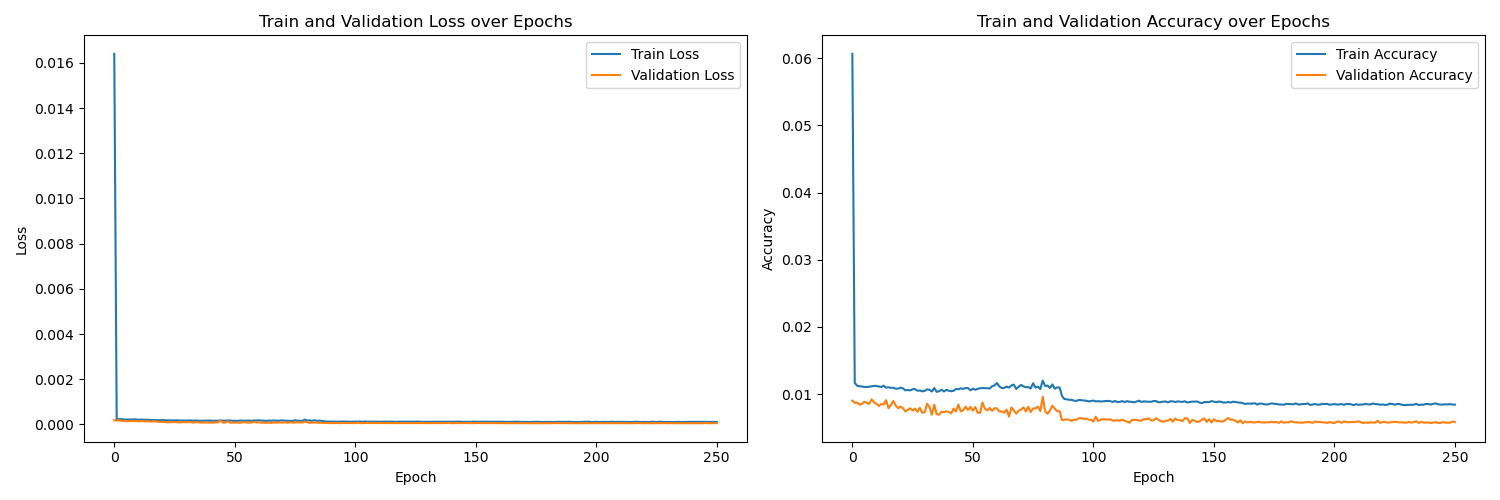 Train and Validation Loss over Epochs
Train Loss
Validation Loss
0.016
0.014
0.012
0.010
0.008
0.006
0.004
0.002
0.000
Loss
0
50
100
150
200
250
Epoch
Train and Validation Accuracy over Epochs
Train Accuracy
Validation Accuracy
0.06
0.05
0.04
0.03
0.02
0.01
Accuracy
0
50
100
150
200
250
Epoch